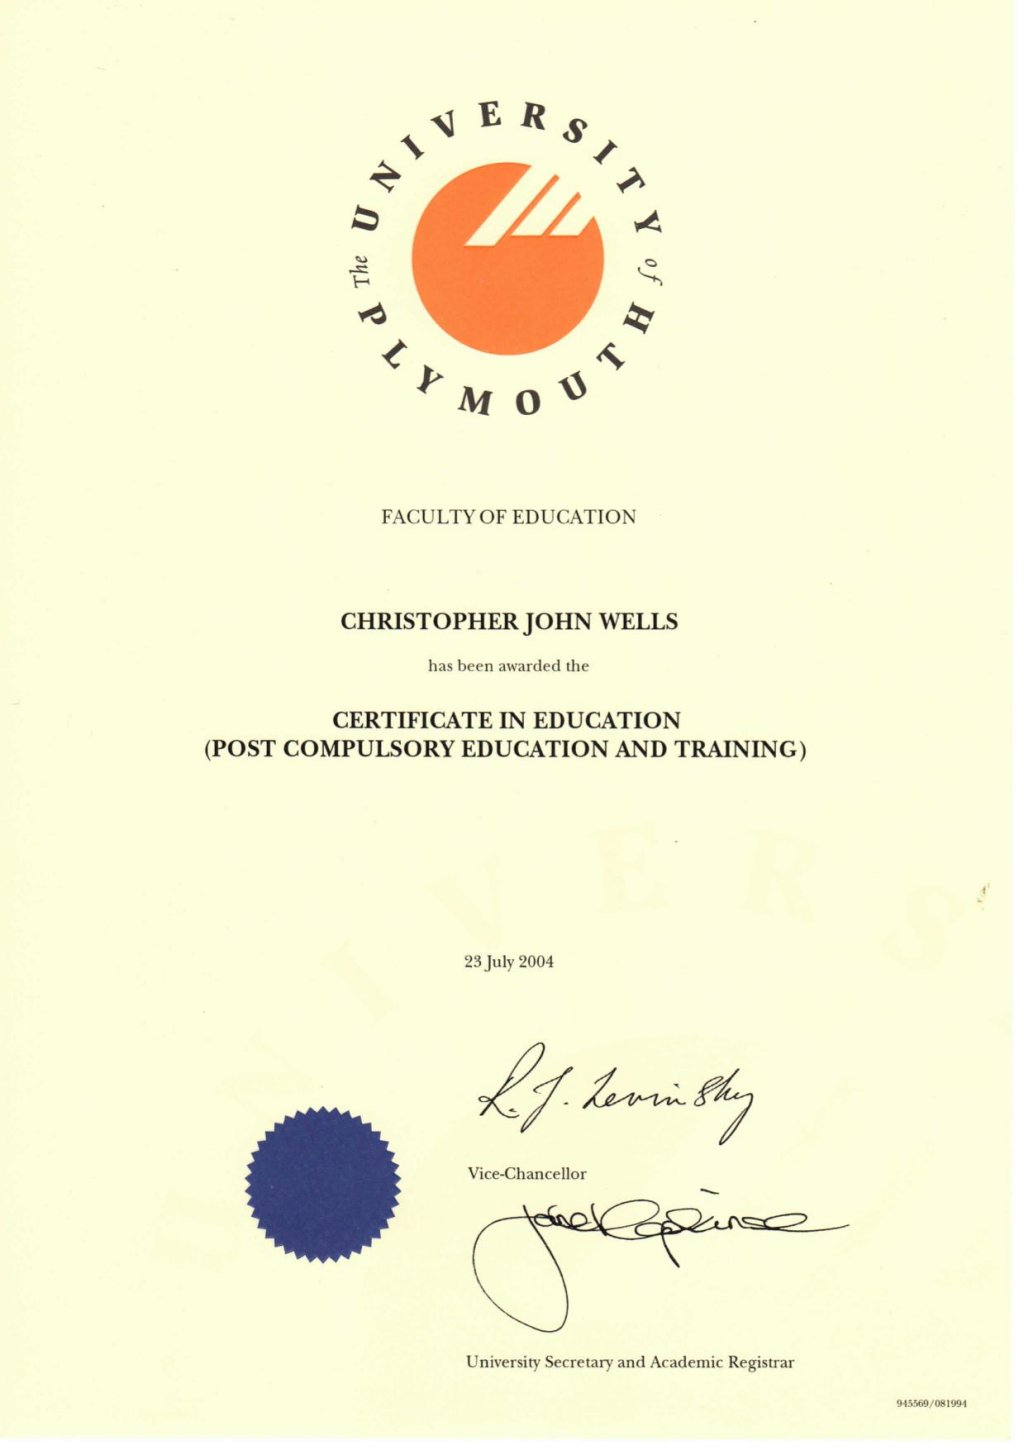 The UNIVERSITY of
PLYMOUTH
FACULTY OF EDUCATION
CHRISTOPHER JOHN WELLS
has been awarded the
CERTIFICATE IN EDUCATION
(POST COMPULSORY EDUCATION AND TRAINING)
23 July 2004
R. J. Levinsky
Vice-Chancellor
University Secretary and Academic Registrar
945569/081994